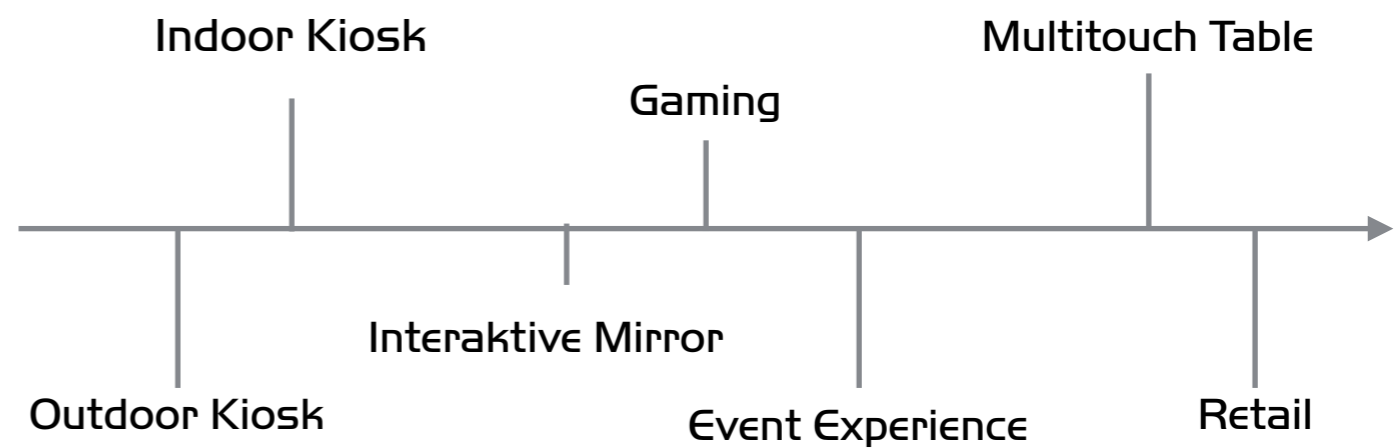 Indoor Kiosk
Multitouch Table
Gaming
Interaktive Mirror
Outdoor Kiosk
Event Experience
Retail